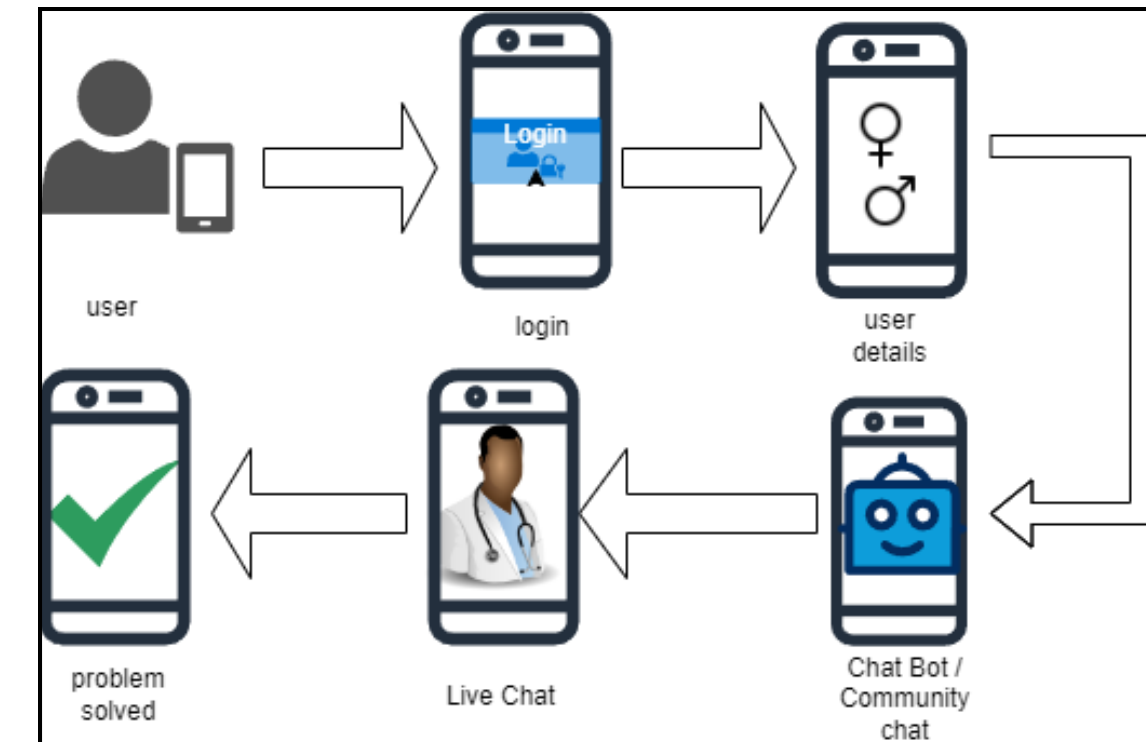 Login
user
login
user
details
problem
solved
Live Chat
Chat Bot /
Community
chat